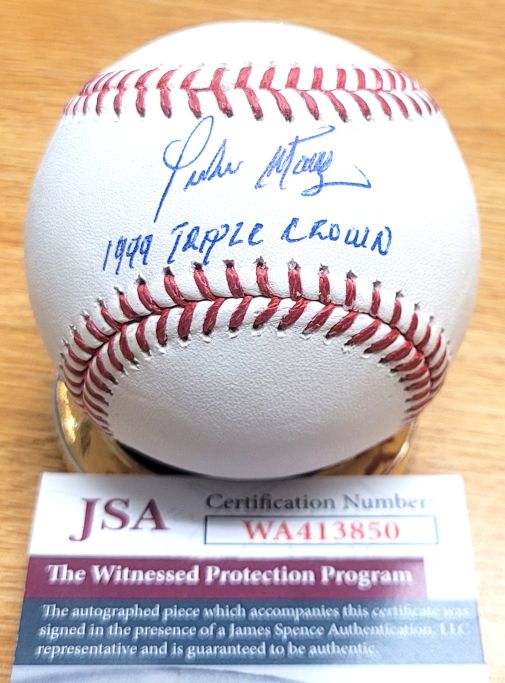 1999 TRIPLE CROWN
JSA
Certification Number
WA413850
The Witnessed Protection Program
The autographed piece which accompanies this certificate was
signed in the presence of a James Spence Authentication, LLC
representative and is guaranteed to be authentic.